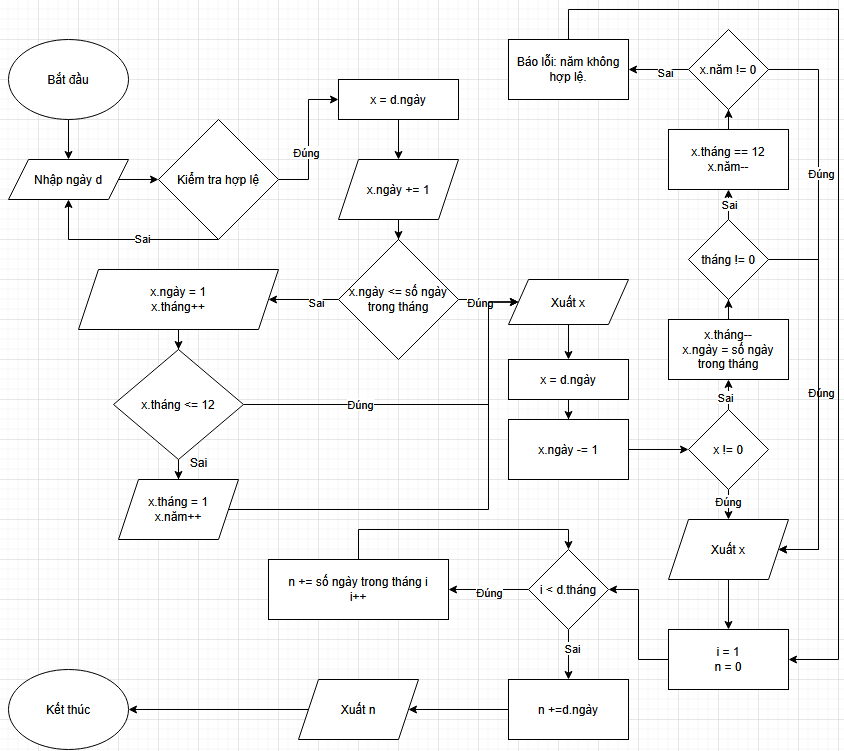 Bắt đầu
Nhập ngày d
Kiểm tra hợp lệ
Sai
Đúng
x = d.ngày
x.ngày += 1
x.ngày <= số ngày
trong tháng
Sai
Đúng
x.ngày = 1
x.tháng++
x.tháng <= 12
Đúng
Sai
x.tháng = 1
x.năm++
Xuất x
x = d.ngày
x.ngày -= 1
x != 0
Sai
Đúng
x.tháng--
x.ngày = số ngày
trong tháng
tháng != 0
Sai
Đúng
x.tháng == 12
x.năm--
x.năm != 0
Sai
Đúng
Báo lỗi: năm không
hợp lệ.
Xuất x
i = 1
n = 0
i < d.tháng
Đúng
n += số ngày trong tháng i
i++
Sai
n +=d.ngày
Xuất n
Kết thúc